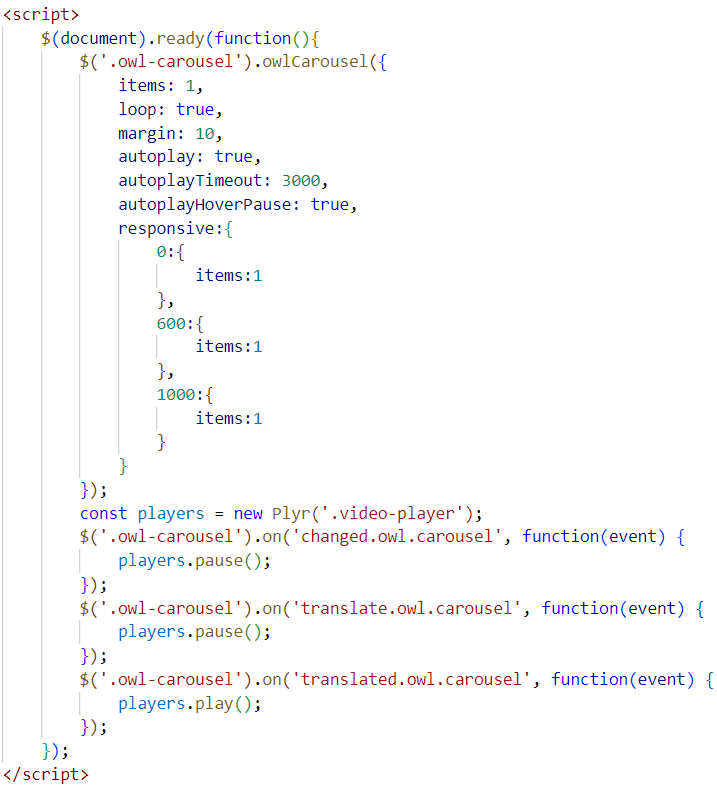 <script>
    $(document).ready(function(){
        $('.owl-carousel').owlCarousel({
            items: 1,
            loop: true,
            margin: 10,
            autoplay: true,
            autoplayTimeout: 3000,
            autoplayHoverPause: true,
            responsive:{
                0:{
                    items:1
                },
                600:{
                    items:1
                },
                1000:{
                    items:1
                }
            }
        });
        const players = new Plyr('.video-player');
        $('.owl-carousel').on('changed.owl.carousel', function(event) {
            players.pause();
        });
        $('.owl-carousel').on('translate.owl.carousel', function(event) {
            players.pause();
        });
        $('.owl-carousel').on('translated.owl.carousel', function(event) {
            players.play();
        });
    });
</script>